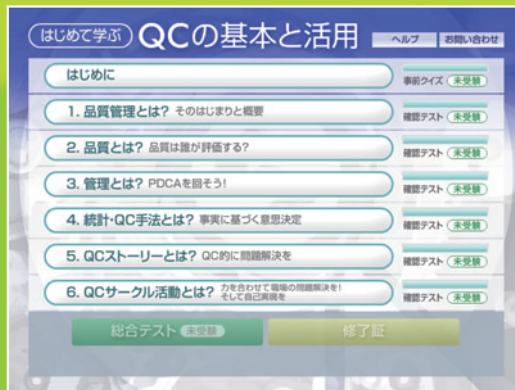 はじめて学ぶ QCの基本と活用 ヘルプ お問い合わせ
はじめに 事前クイズ 未受験
1. 品質管理とは? そのはじまりと概要 確認テスト 未受験
2. 品質とは? 品質は誰が評価する? 確認テスト 未受験
3. 管理とは? PDCAを回そう! 確認テスト 未受験
4. 統計・QC手法とは? 事実に基づく意思決定 確認テスト 未受験
5. QCストーリーとは? QC的に問題解決を 確認テスト 未受験
6. QCサークル活動とは? 力を合わせて職場の問題解決を!
そして自己実現を 確認テスト 未受験
総合テスト 未受験 修了証